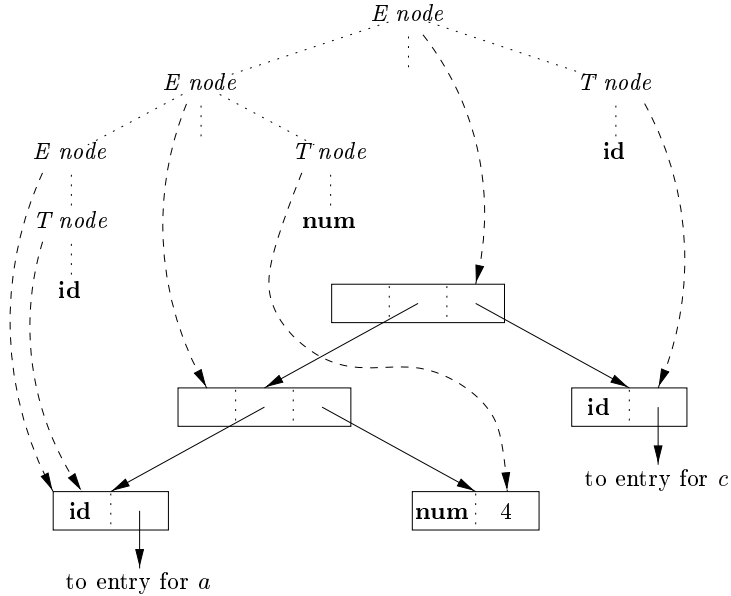 E node
E node
T node
E node
T node
id
T node
num
id
id
to entry for c
id
num 4
to entry for a